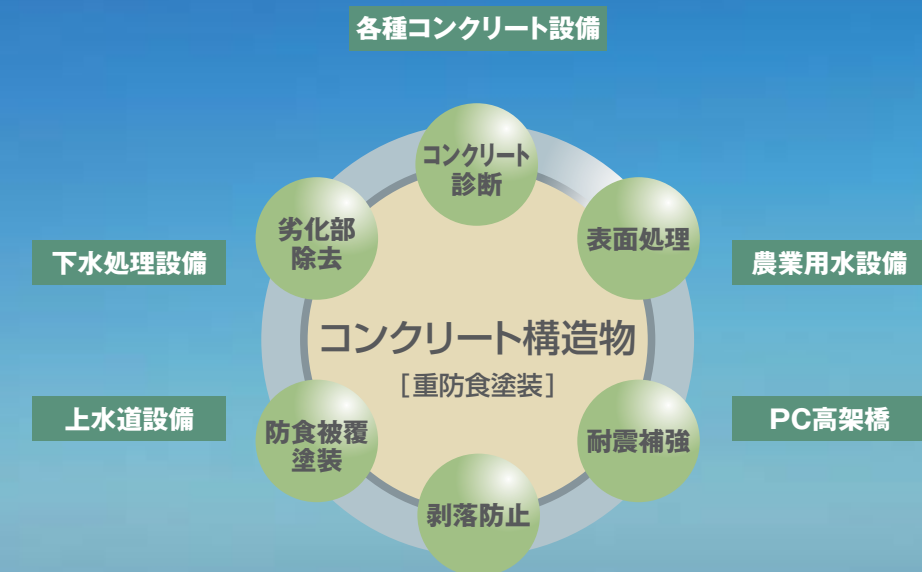 各種コンクリート設備
コンクリート
診断
劣化部
除去
表面処理
下水処理設備
農業用水設備
コンクリート構造物
［重防食塗装］
上水道設備
防食被覆
塗装
耐震補強
PC高架橋
剥落防止